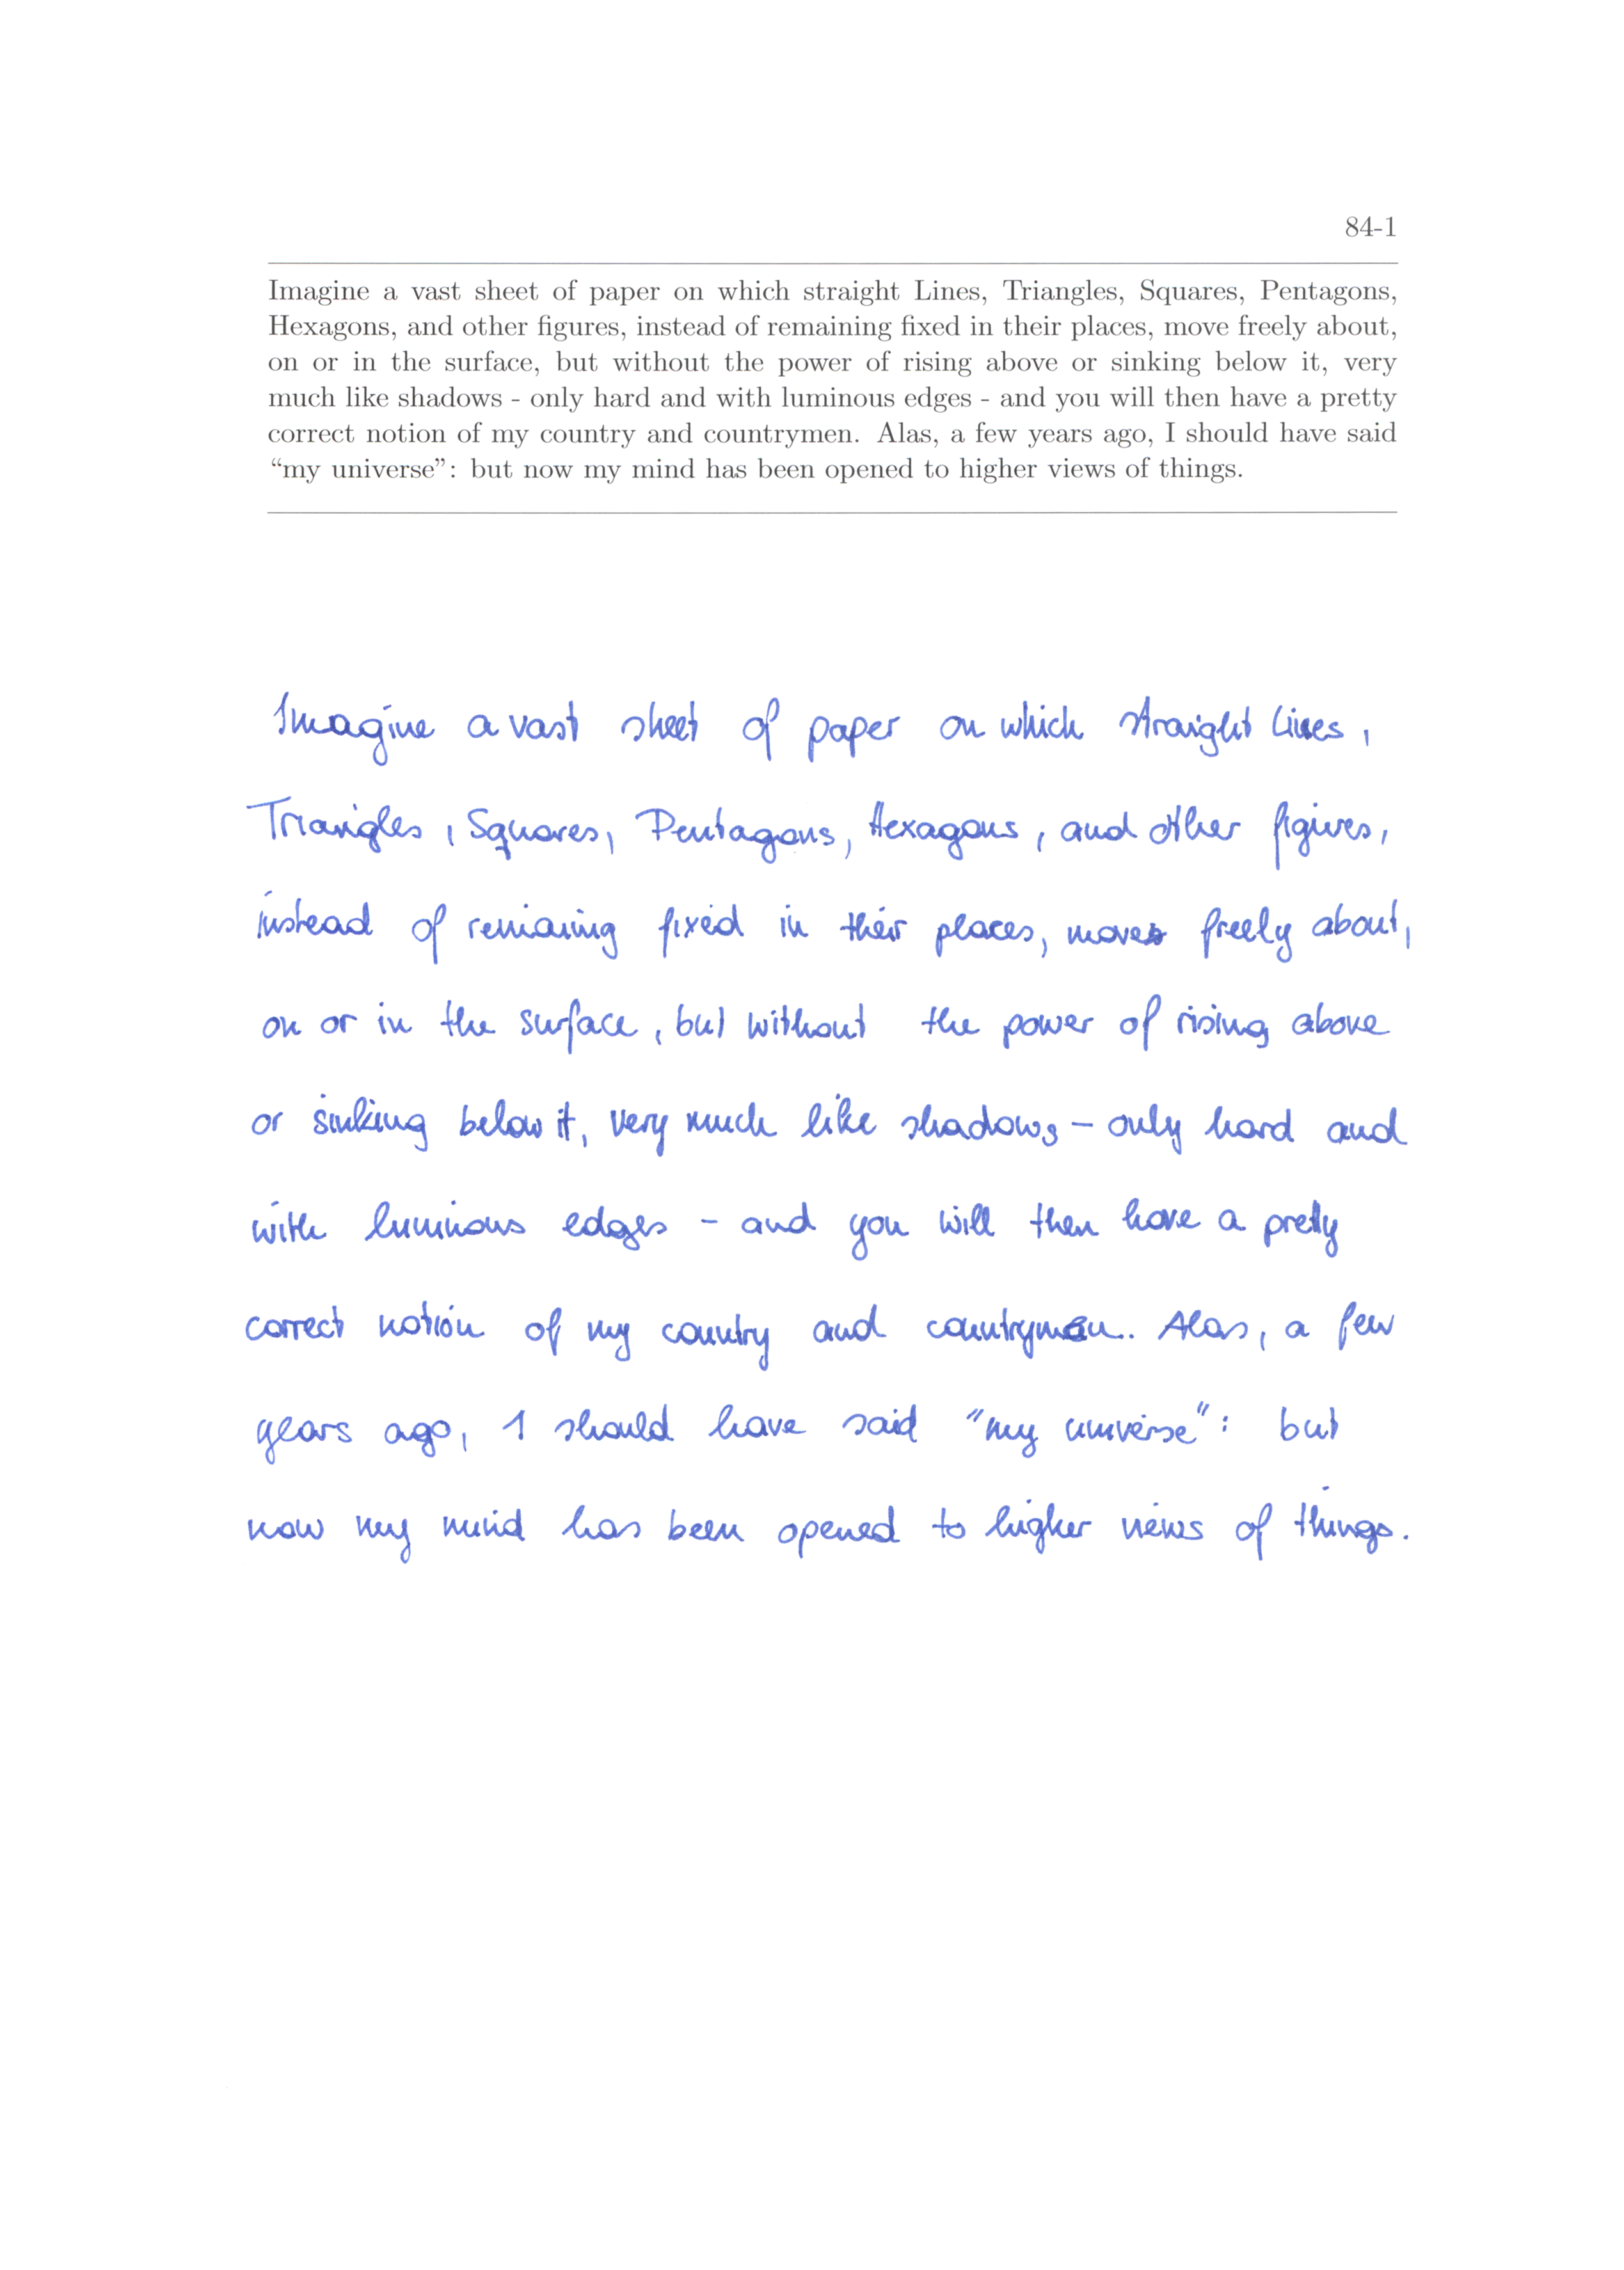 84-1
Imagine a vast sheet of paper on which straight Lines, Triangles, Squares, Pentagons,
Hexagons, and other figures, instead of remaining fixed in their places, move freely about,
on or in the surface, but without the power of rising above or sinking below it, very
much like shadows - only hard and with luminous edges - and you will then have a pretty
correct notion of my country and countrymen. Alas, a few years ago, I should have said
“my universe”: but now my mind has been opened to higher views of things.
Imagine a vast sheet of paper on which straight Lines,
Triangles, Squares, Pentagons, Hexagons, and other figures,
instead of remaining fixed in their places, moves freely about,
on or in the surface, but without the power of rising above
or sinking below it, very much like shadows - only hard and
with luminous edges - and you will then have a pretty
correct notion of my country and countrymen. Alas, a few
years ago, I should have said "my universe": but
now my mind has been opened to higher views of things.